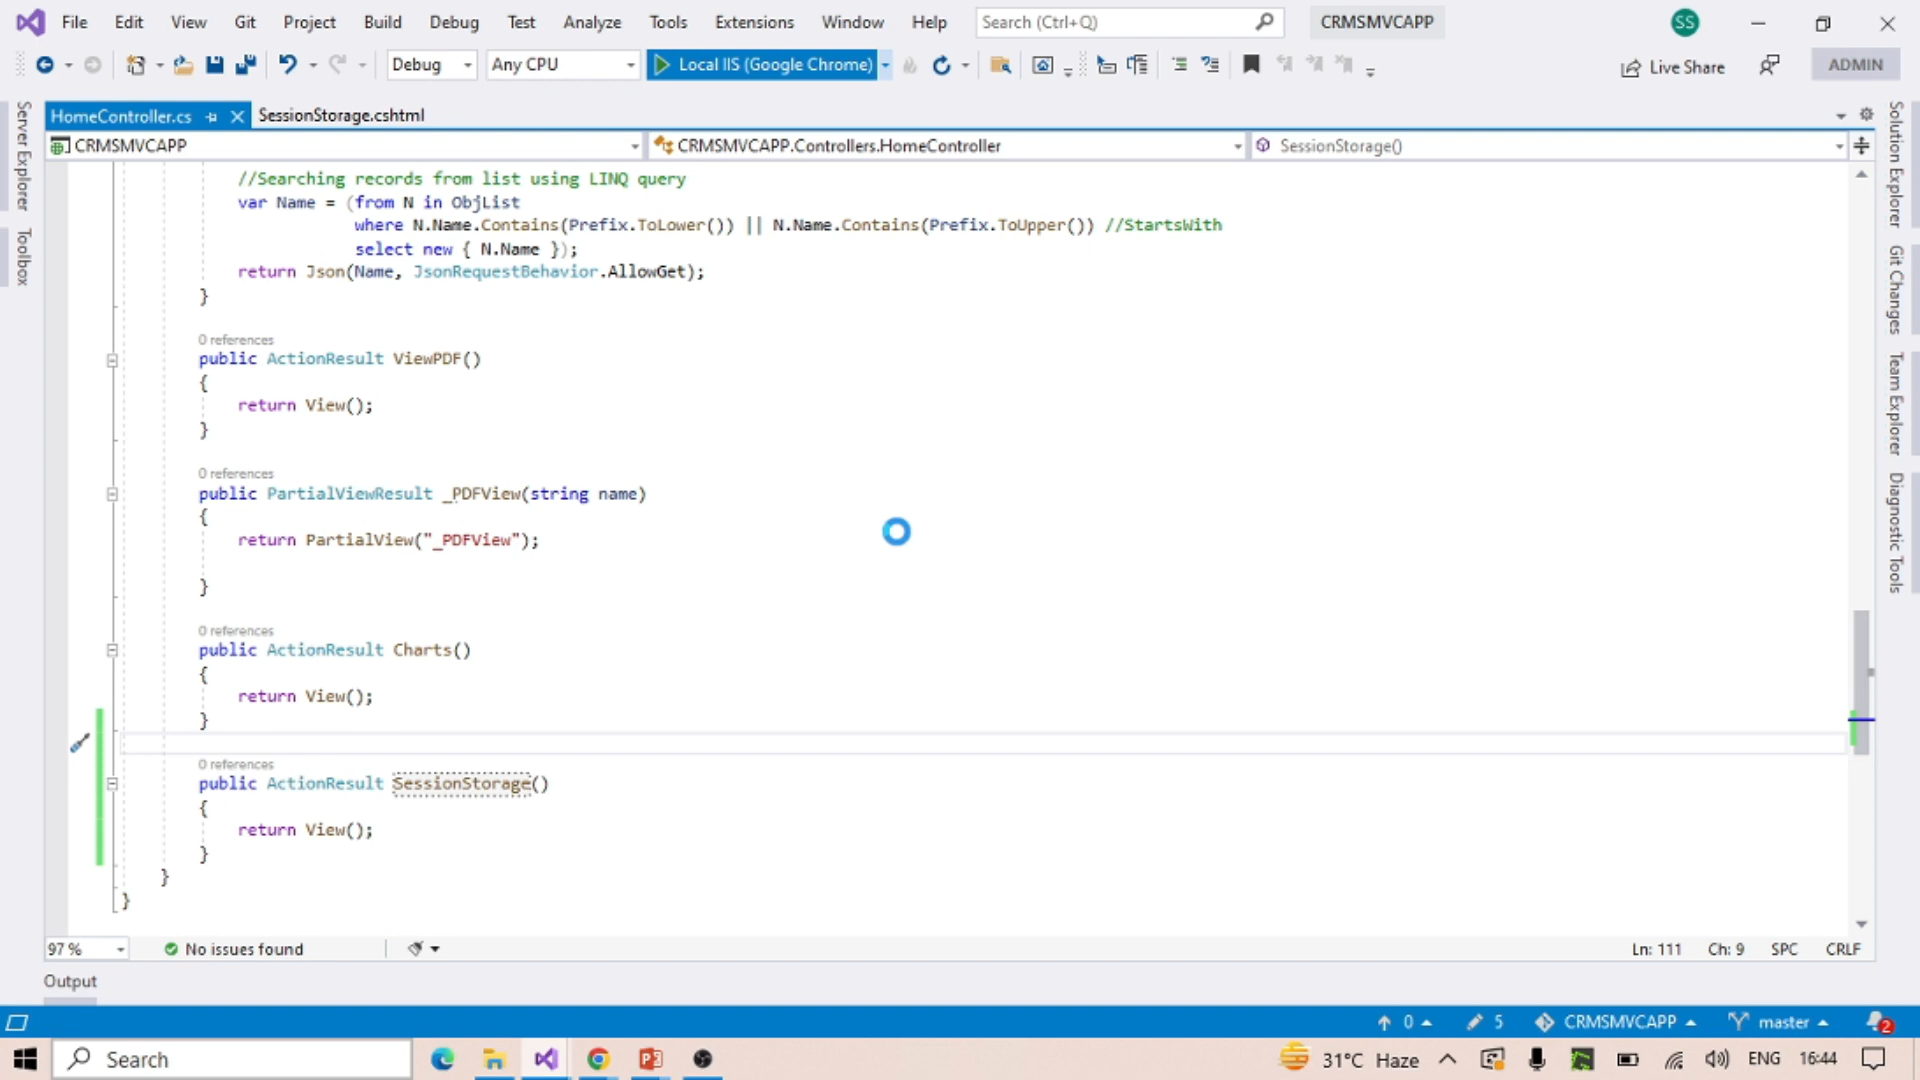 File Edit View Git Project Build Debug Test Analyze Tools Extensions Window Help Search (Ctrl+Q) CRMSMVCAPP SS
Debug Any CPU Local IIS (Google Chrome) Live Share ADMIN
HomeController.cs SessionStorage.cshtml
CRMSMVCAPP CRMSMVCAPP.Controllers.HomeController SessionStorage()
Server Explorer
Toolbox
//Searching records from list using LINQ query
var Name = (from N in ObjList
where N.Name.Contains(Prefix.ToLower()) || N.Name.Contains(Prefix.ToUpper()) //StartsWith
select new { N.Name });
return Json(Name, JsonRequestBehavior.AllowGet);
}
0 references
public ActionResult ViewPDF()
{
return View();
}
0 references
public PartialViewResult _PDFView(string name)
{
return PartialView("_PDFView");
}
0 references
public ActionResult Charts()
{
return View();
}
0 references
public ActionResult SessionStorage()
{
return View();
}
}
}
Solution Explorer
Git Changes
Team Explorer
Diagnostic Tools
97 % No issues found Ln: 111 Ch: 9 SPC CRLF
Output
0 5 CRMSMVCAPP master 2
Search 31°C Haze ENG 16:44